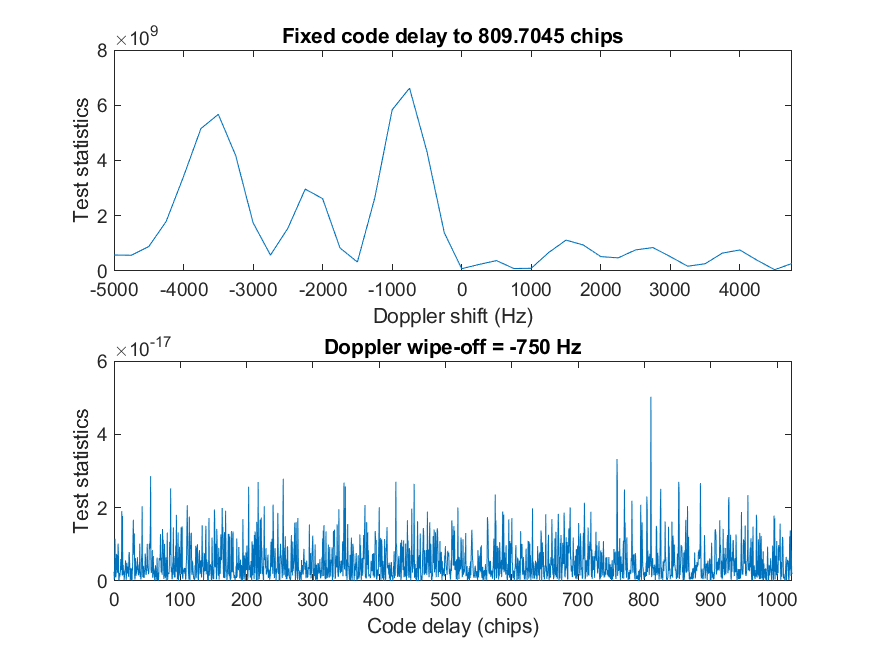 Fixed code delay to 809.7045 chips
×10^9
8
6
4
2
0
Test statistics
-5000 -4000 -3000 -2000 -1000 0 1000 2000 3000 4000
Doppler shift (Hz)
Doppler wipe-off = -750 Hz
×10^-17
6
4
2
0
Test statistics
0 100 200 300 400 500 600 700 800 900 1000
Code delay (chips)